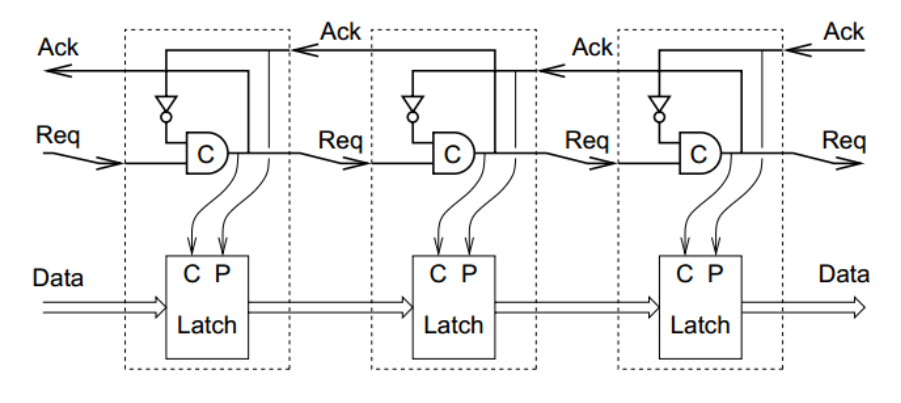 Ack Ack Ack Ack
Req C Req C Req C Req
C P C P C P
Data Latch Latch Latch Data